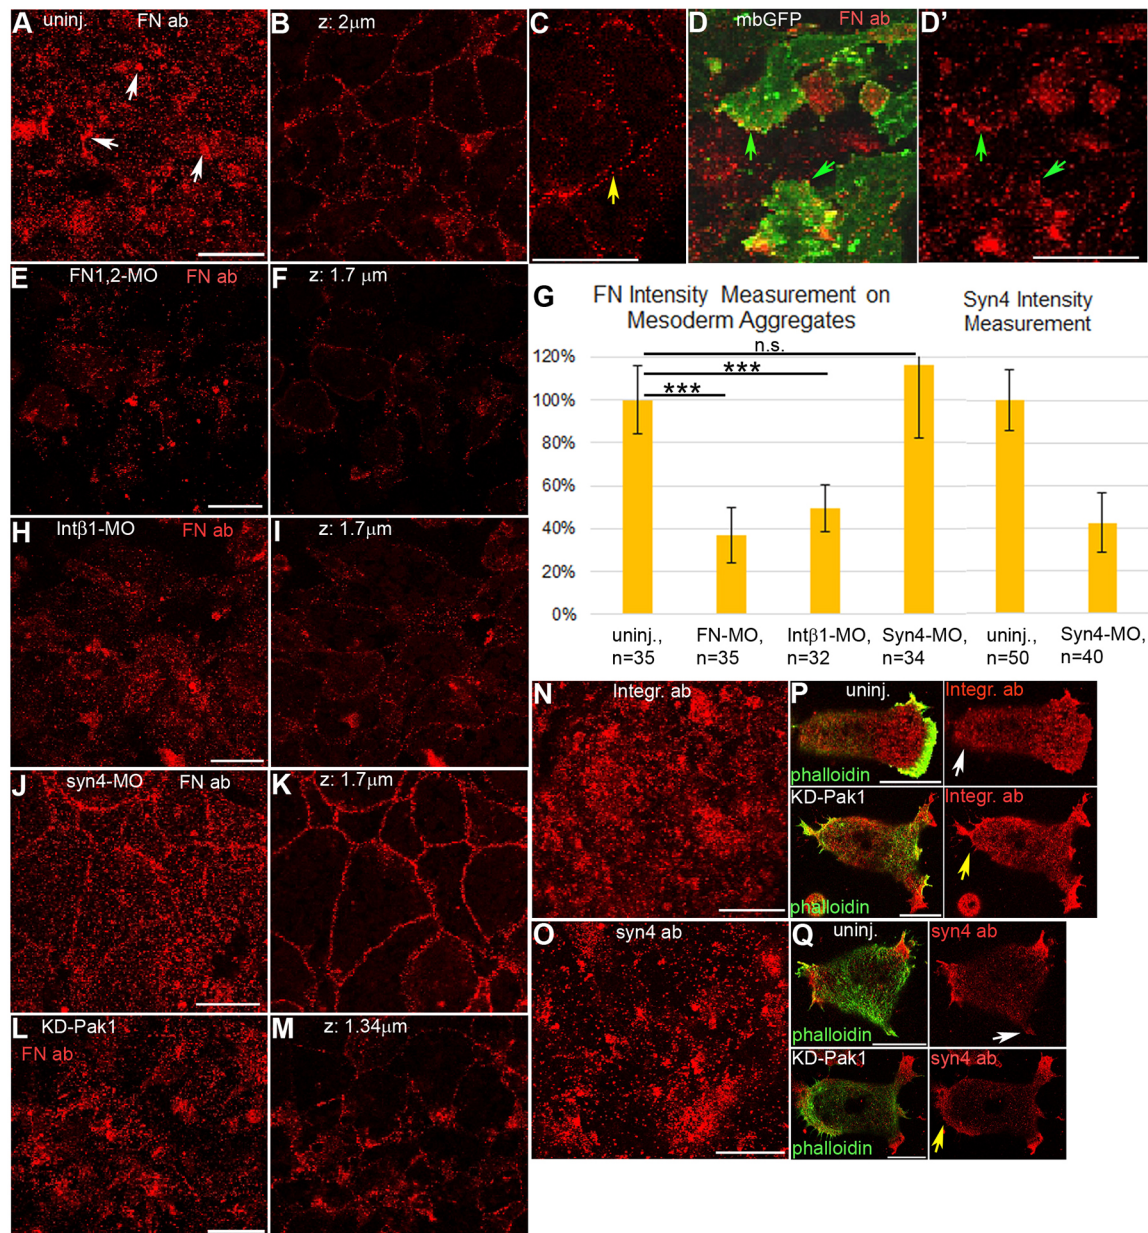 A uninj. FN ab
B z: 2μm
C
D mbGFP FN ab
D’
E FN1,2-MO FN ab
F z: 1.7 μm
G
FN Intensity Measurement on
Mesoderm Aggregates
Syn4 Intensity
Measurement
n.s.
***
***
120%
100%
80%
60%
40%
20%
0%
uninj., n=35
FN-MO, n=35
Intβ1-MO, n=32
Syn4-MO, n=34
uninj., n=50
Syn4-MO, n=40
H Intβ1-MO FN ab
I z: 1.7μm
J syn4-MO FN ab
K z: 1.7μm
L KD-Pak1
FN ab
M z: 1.34μm
N Integr. ab
O syn4 ab
P uninj. Integr. ab
phalloidin
KD-Pak1 Integr. ab
phalloidin
Q uninj. syn4 ab
phalloidin
KD-Pak1 syn4 ab
phalloidin